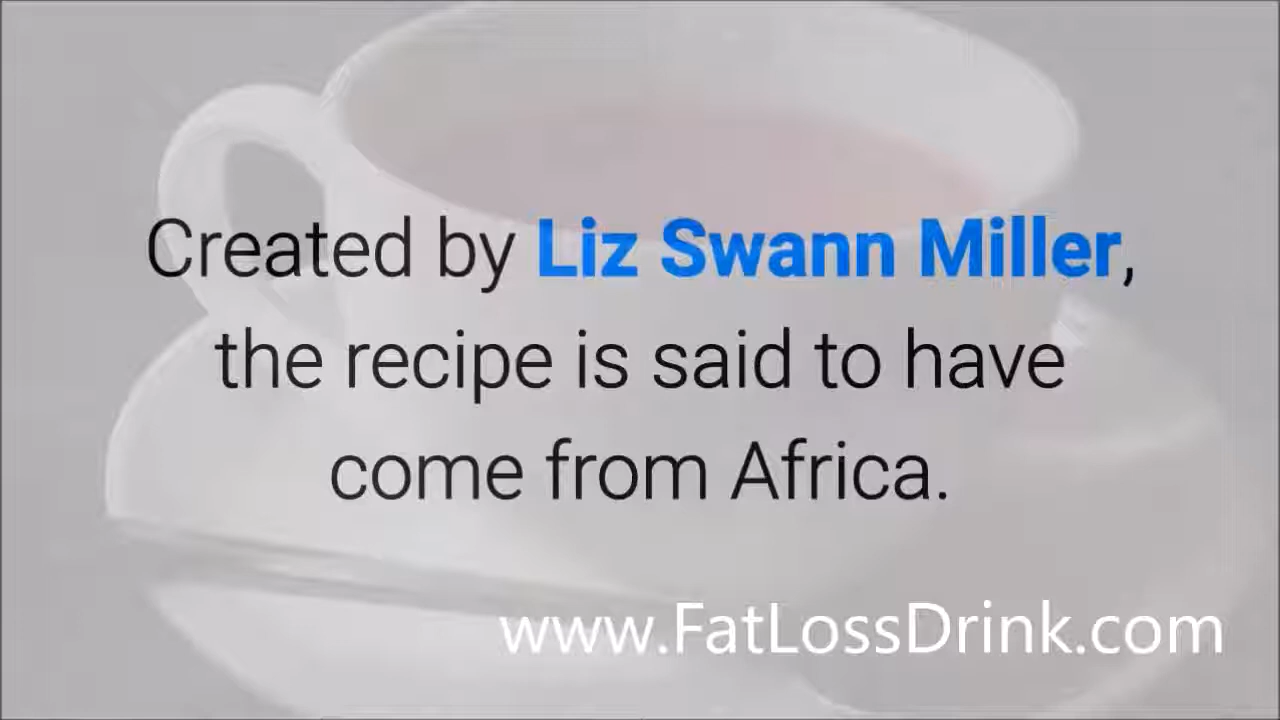 Created by Liz Swann Miller,
the recipe is said to have
come from Africa.
www.FatLossDrink.com